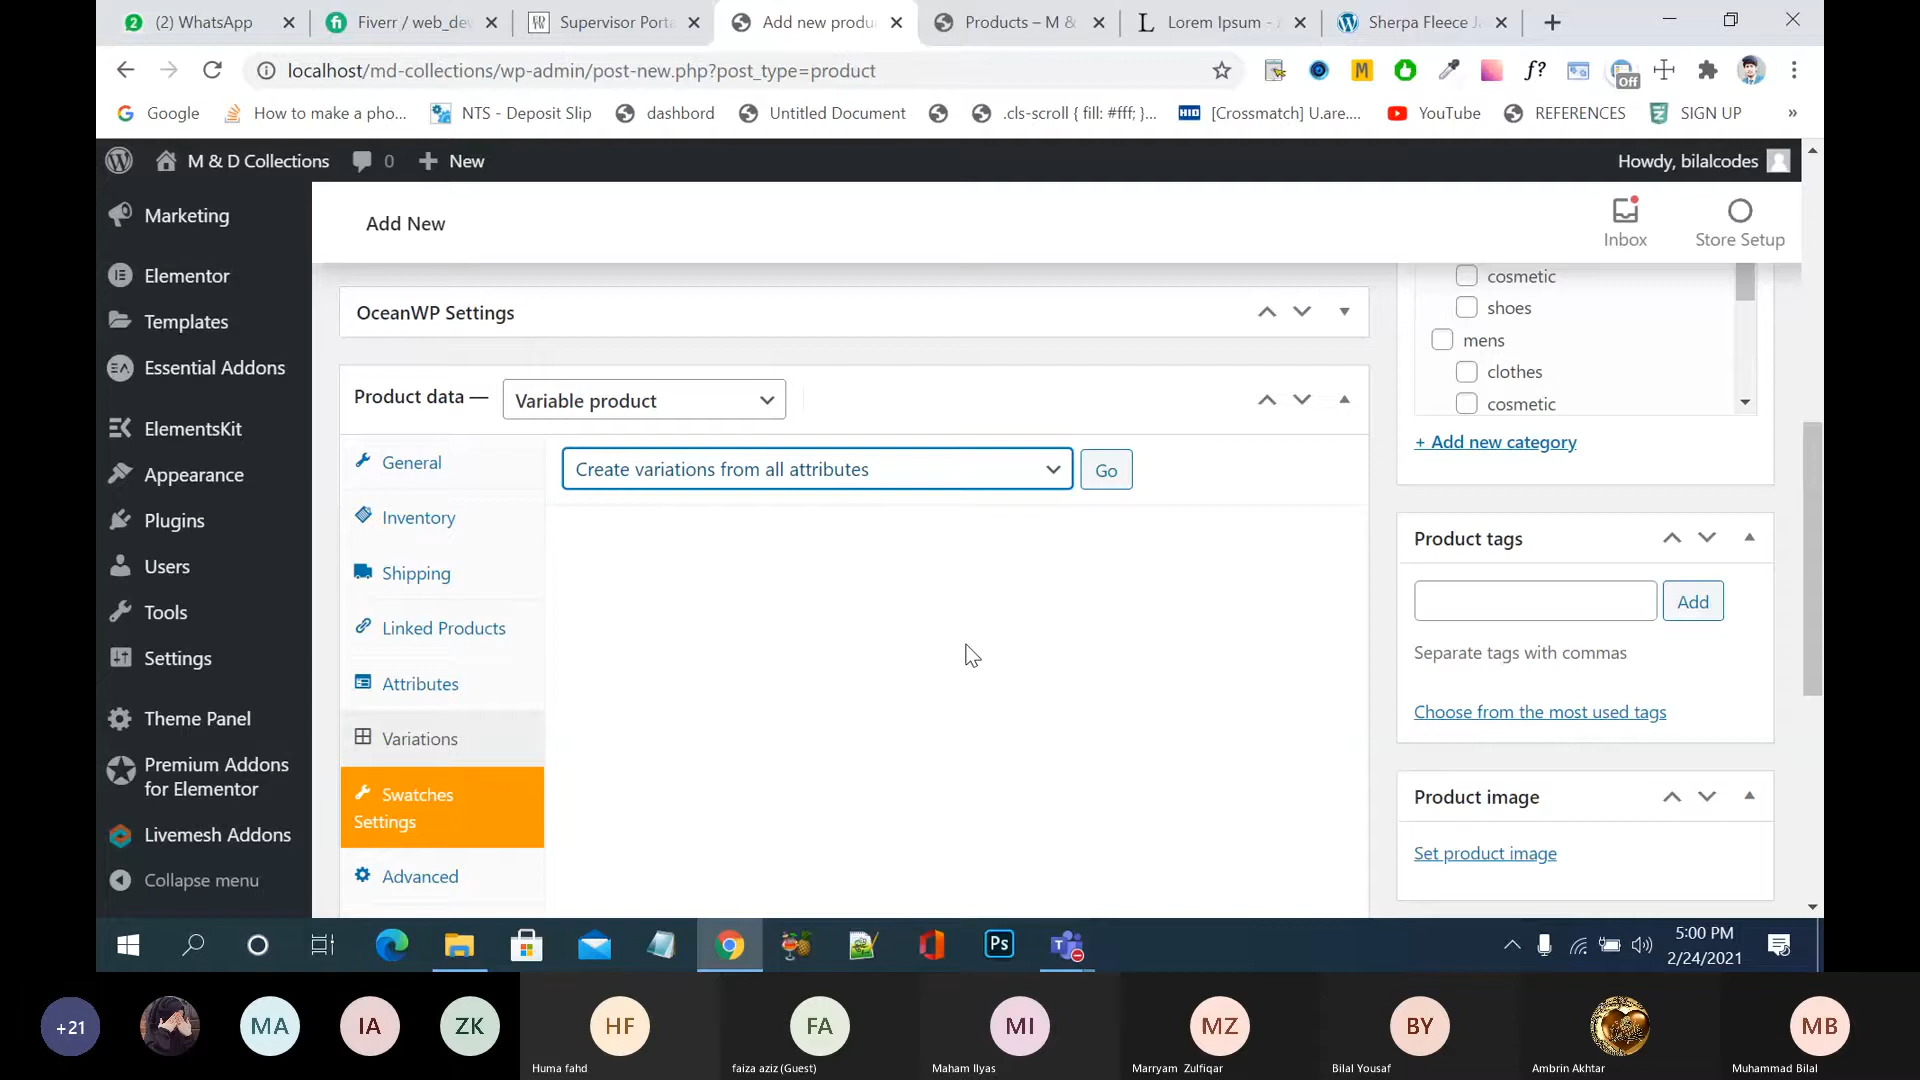 (2) WhatsApp
Fiverr / web_dev
Supervisor Porta
Add new produ
Products – M &
Lorem Ipsum - A
Sherpa Fleece Ja
localhost/md-collections/wp-admin/post-new.php?post_type=product
Off
Google
How to make a pho...
NTS - Deposit Slip
dashbord
Untitled Document
.cls-scroll { fill: #fff; }...
[Crossmatch] U.are....
YouTube
REFERENCES
SIGN UP
M & D Collections
0
New
Howdy, bilalcodes
Marketing
Elementor
Templates
Essential Addons
ElementsKit
Appearance
Plugins
Users
Tools
Settings
Theme Panel
Premium Addons
for Elementor
Livemesh Addons
Collapse menu
Add New
Inbox
Store Setup
OceanWP Settings
Product data —
Variable product
General
Inventory
Shipping
Linked Products
Attributes
Variations
Swatches
Settings
Advanced
Create variations from all attributes
Go
cosmetic
shoes
mens
clothes
cosmetic
+ Add new category
Product tags
Add
Separate tags with commas
Choose from the most used tags
Product image
Set product image
5:00 PM
2/24/2021
+21
MA
IA
ZK
HF
Huma fahd
FA
faiza aziz (Guest)
MI
Maham Ilyas
MZ
Marryam Zulfiqar
BY
Bilal Yousaf
Ambrin Akhtar
MB
Muhammad Bilal